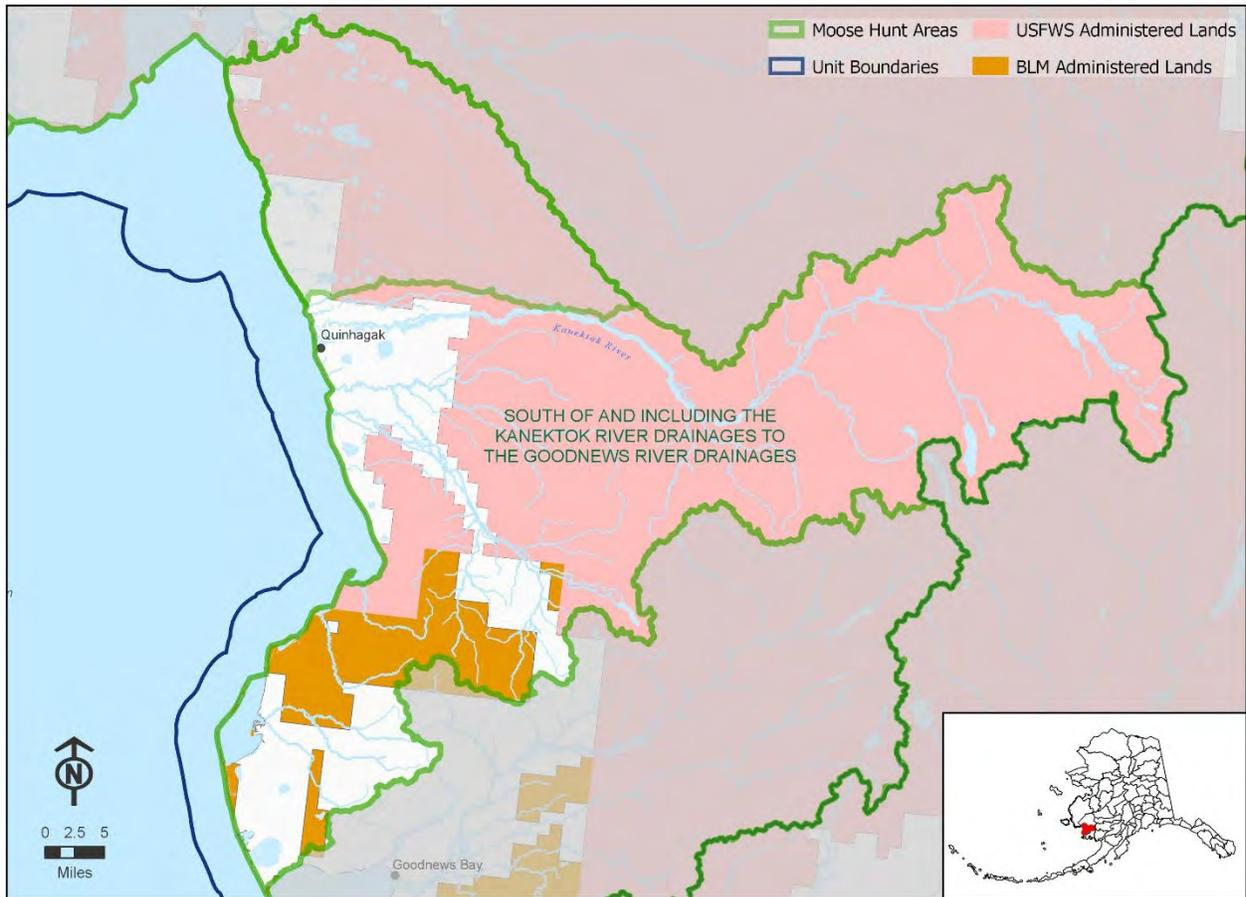 Moose Hunt Areas
USFWS Administered Lands
Unit Boundaries
BLM Administered Lands
Quinhagak
Kanektok River
SOUTH OF AND INCLUDING THE
KANEKTOK RIVER DRAINAGES TO
THE GOODNEWS RIVER DRAINAGES
N
0 2.5 5
Miles
Goodnews Bay